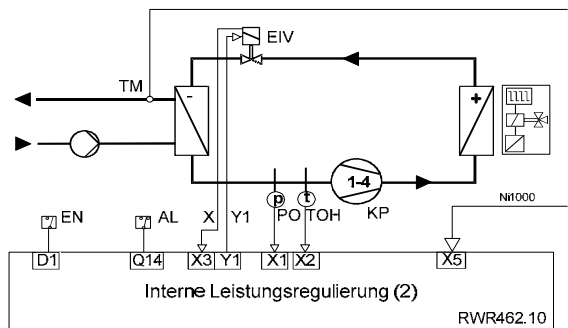 EIV
TM
-
+
1-4
p
t
EN
AL
X
Y1
PO
TOH
KP
Ni1000
D1
Q14
X3
Y1
X1
X2
X5
Interne Leistungsregulierung (2)
RWR462.10